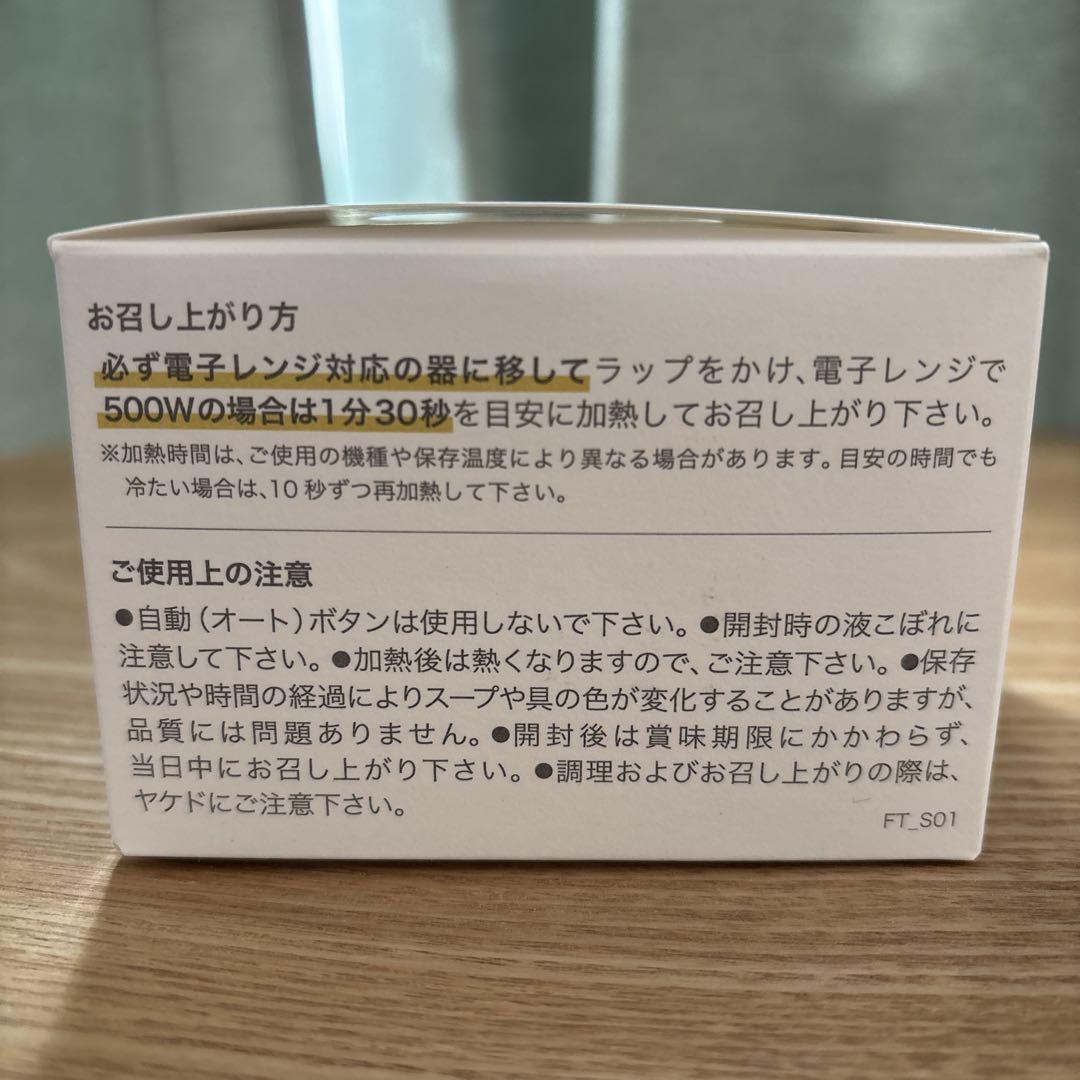 お召し上がり方
必ず電子レンジ対応の器に移してラップをかけ、電子レンジで
500Wの場合は1分30秒を目安に加熱してお召し上がり下さい。
※加熱時間は、ご使用の機種や保存温度により異なる場合があります。目安の時間でも
冷たい場合は、10秒ずつ再加熱して下さい。
ご使用上の注意
●自動（オート）ボタンは使用しないで下さい。●開封時の液こぼれに
注意して下さい。●加熱後は熱くなりますので、ご注意下さい。●保存
状況や時間の経過によりスープや具の色が変化することがありますが、
品質には問題ありません。●開封後は賞味期限にかかわらず、
当日中にお召し上がり下さい。●調理およびお召し上がりの際は、
ヤケドにご注意下さい。
FT_S01